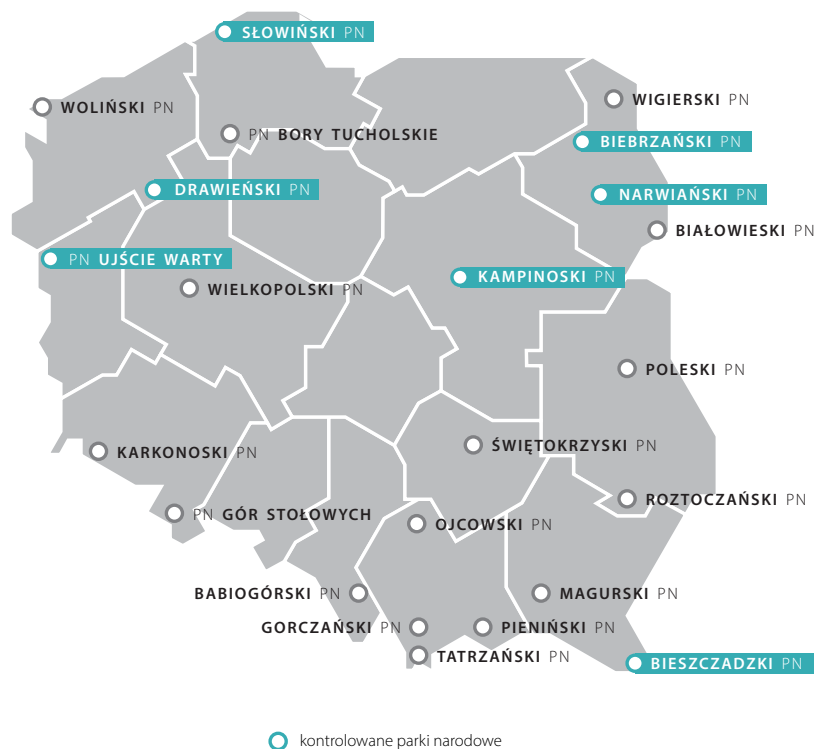 SŁOWIŃSKI PN
WOLIŃSKI PN
WIGIERSKI PN
PN BORY TUCHOLSKIE
BIEBRZAŃSKI PN
DRAWIEŃSKI PN
NARWIAŃSKI PN
BIAŁOWIESKI PN
PN UJŚCIE WARTY
KAMPINOSKI PN
WIELKOPOLSKI PN
POLESKI PN
KARKONOSKI PN
ŚWIĘTOKRZYSKI PN
ROZTOCZAŃSKI PN
PN GÓR STOŁOWYCH
OJCOWSKI PN
BABIOGÓRSKI PN
MAGURSKI PN
GORCZAŃSKI PN
PIENIŃSKI PN
TATRZAŃSKI PN
BIESZCZADZKI PN
kontrolowane parki narodowe